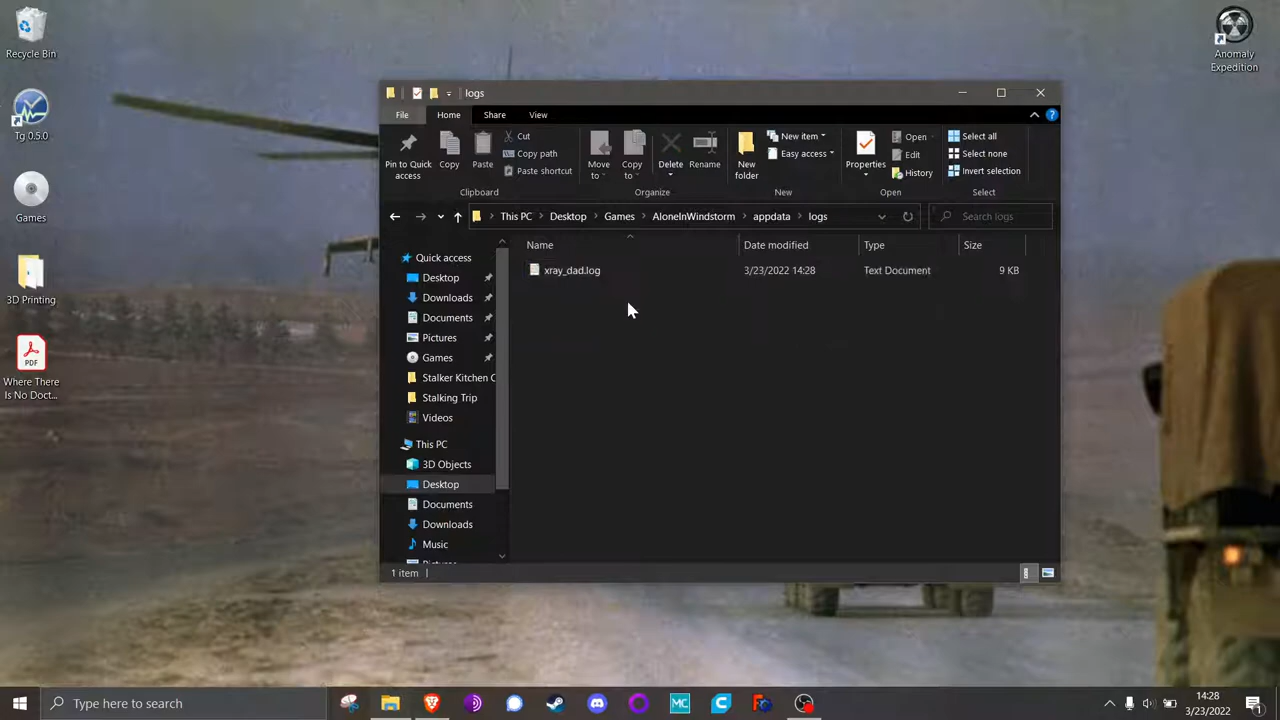 Recycle Bin
Tg 0.5.0
Games
3D Printing
PDF
Where There
Is No Doct...
Anomaly
Expedition
logs
File
Home
Share
View
Pin to Quick
access
Copy
Paste
Cut
Copy path
Paste shortcut
Clipboard
Move
to
Copy
to
Delete
Rename
Organize
New
folder
New item
Easy access
New
Properties
Open
Edit
History
Open
Select all
Select none
Invert selection
Select
This PC
Desktop
Games
AloneInWindstorm
appdata
logs
Search logs
Name
Date modified
Type
Size
xray_dad.log
3/23/2022 14:28
Text Document
9 KB
Quick access
Desktop
Downloads
Documents
Pictures
Games
Stalker Kitchen C
Stalking Trip
Videos
This PC
3D Objects
Desktop
Documents
Downloads
Music
1 item
Type here to search
MC
14:28
3/23/2022
1